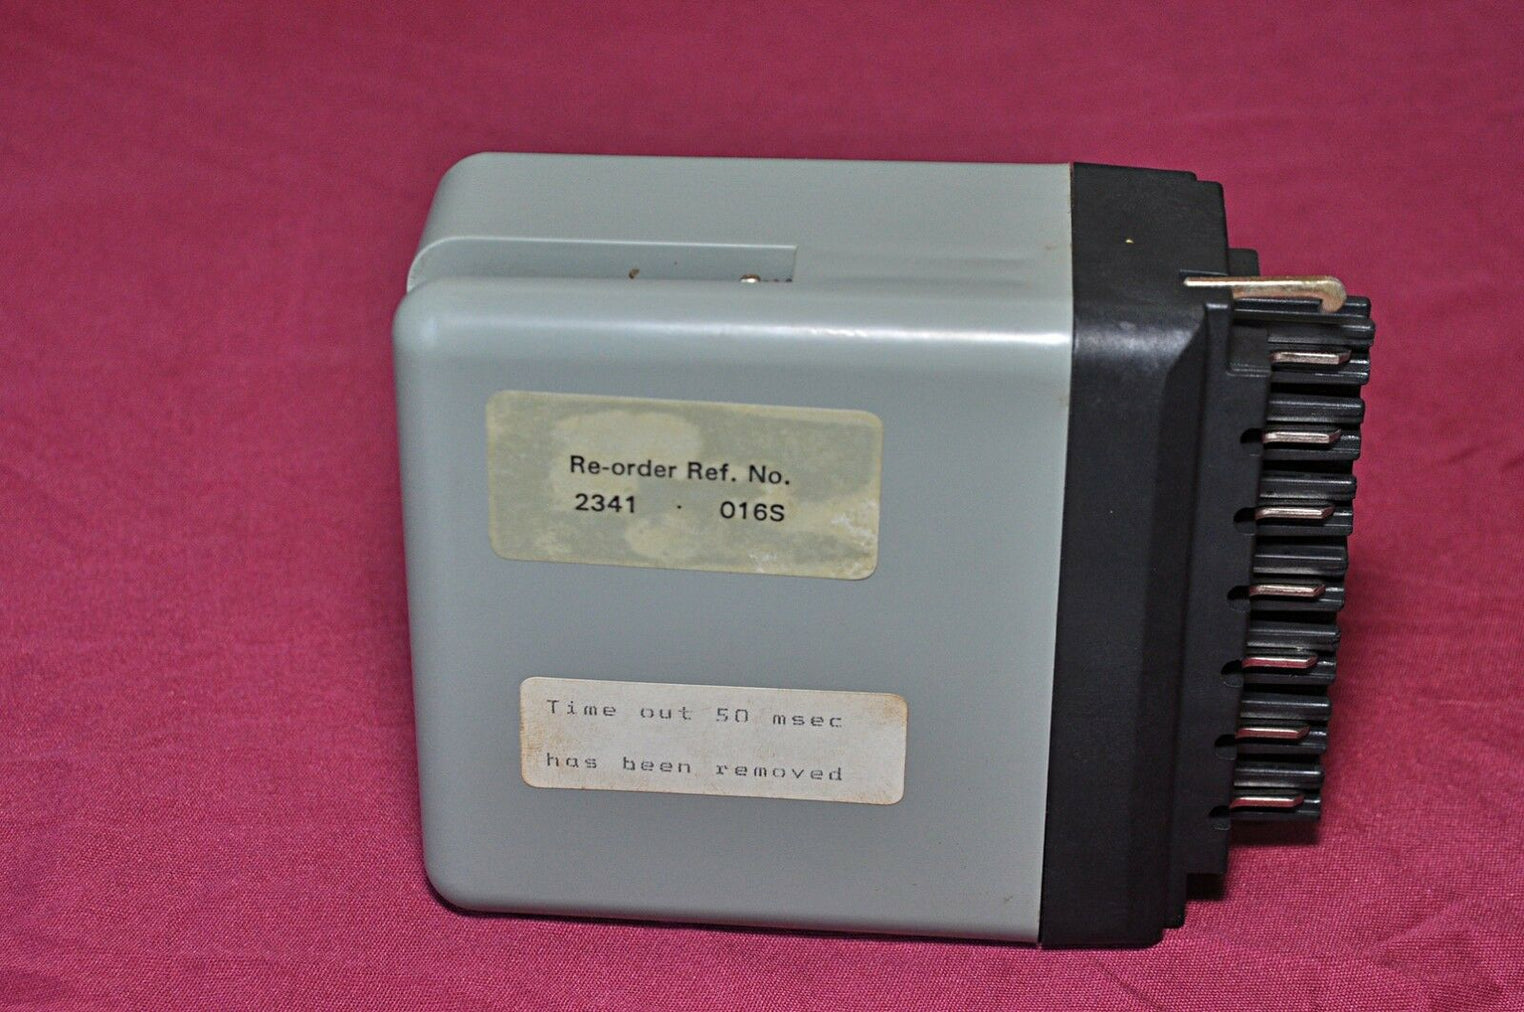 Re-order Ref. No.
2341 · 016S
Time out 50 msec
has been removed